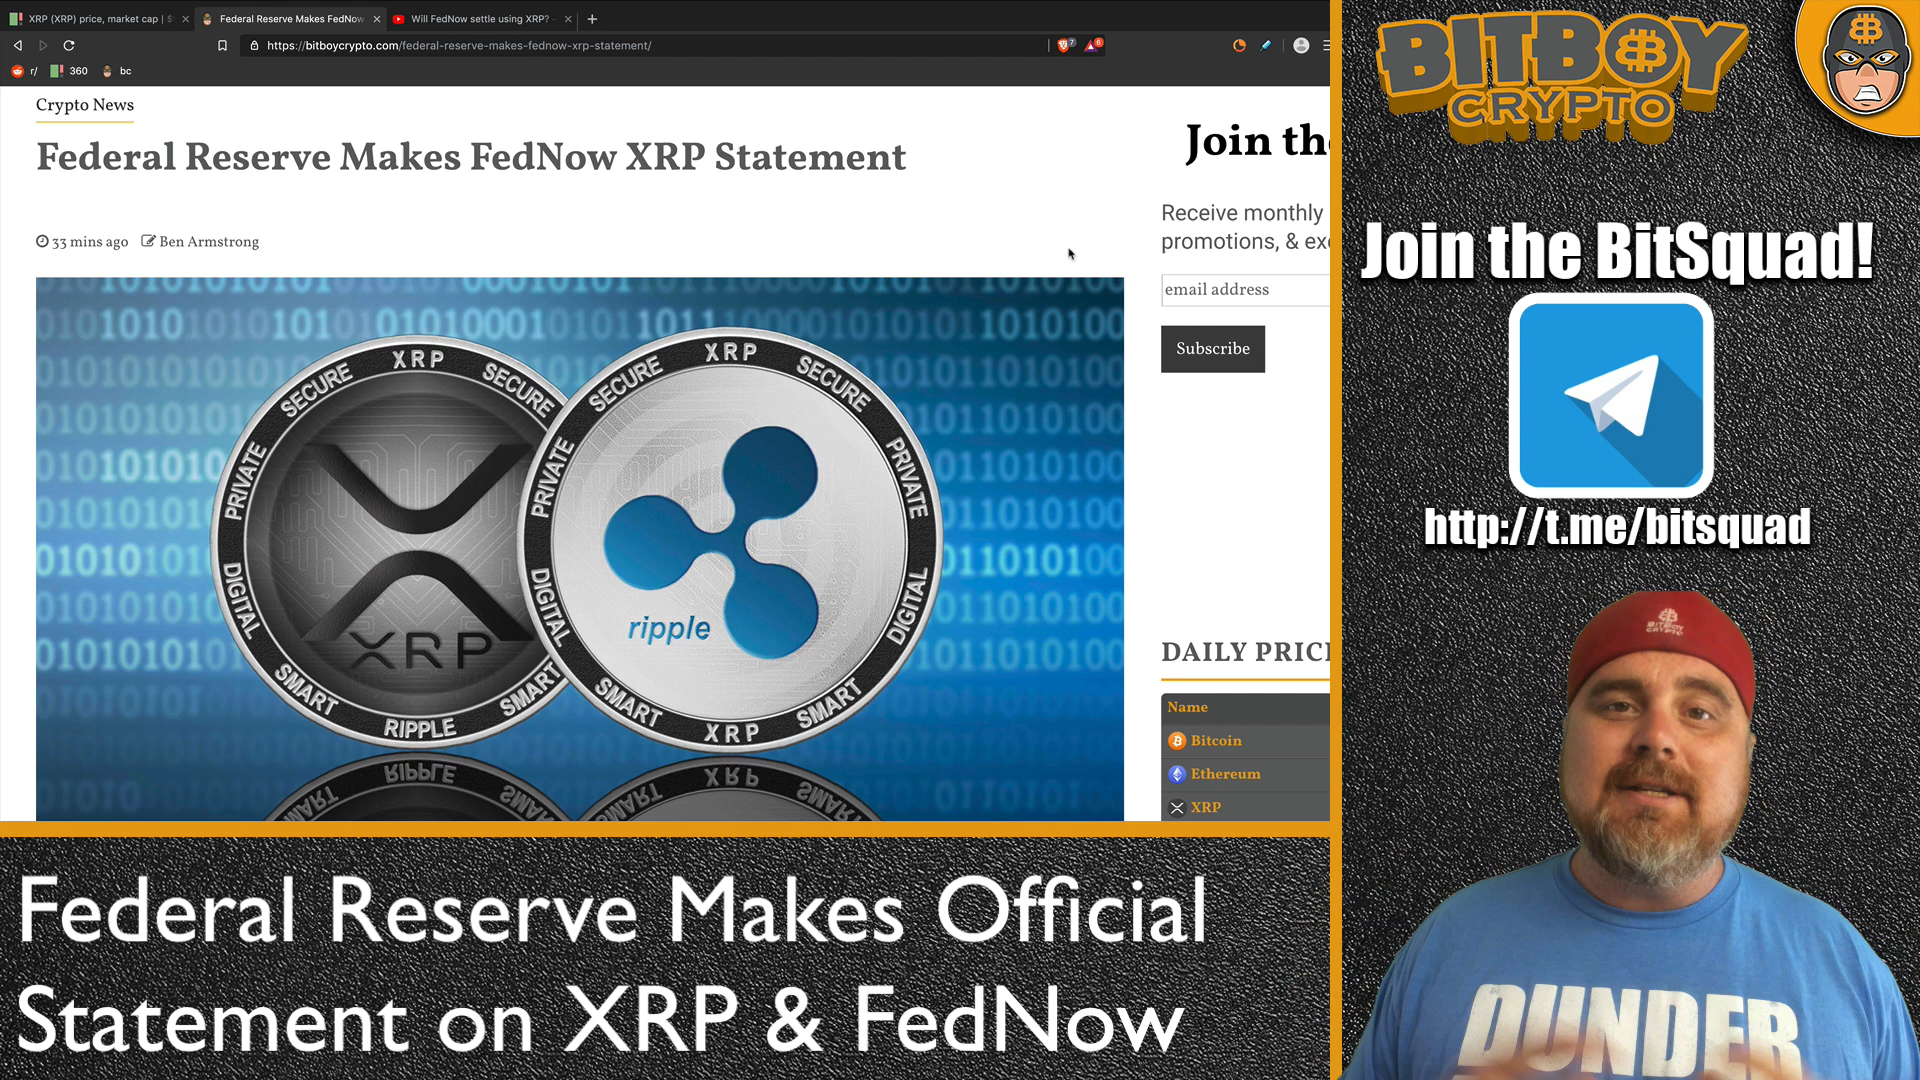 XRP (XRP) price, market cap |
Federal Reserve Makes FedNow
Will FedNow settle using XRP?
https://bitboycrypto.com/federal-reserve-makes-fednow-xrp-statement/
r/
360
bc
Crypto News
Federal Reserve Makes FedNow XRP Statement
33 mins ago
Ben Armstrong
XRP
SECURE
SECURE
PRIVATE
DIGITAL
SMART
RIPPLE
SMART
XRP
XRP
SECURE
SECURE
PRIVATE
PRIVATE
DIGITAL
DIGITAL
SMART
XRP
SMART
ripple
Join the
Receive monthly
promotions, & exc
email address
Subscribe
DAILY PRIC
Name
Bitcoin
Ethereum
XRP
BITBOY
CRYPTO
Join the BitSquad!
http://t.me/bitsquad
BITBOY
CRYPTO
DUNDER
Federal Reserve Makes Official
Statement on XRP & FedNow